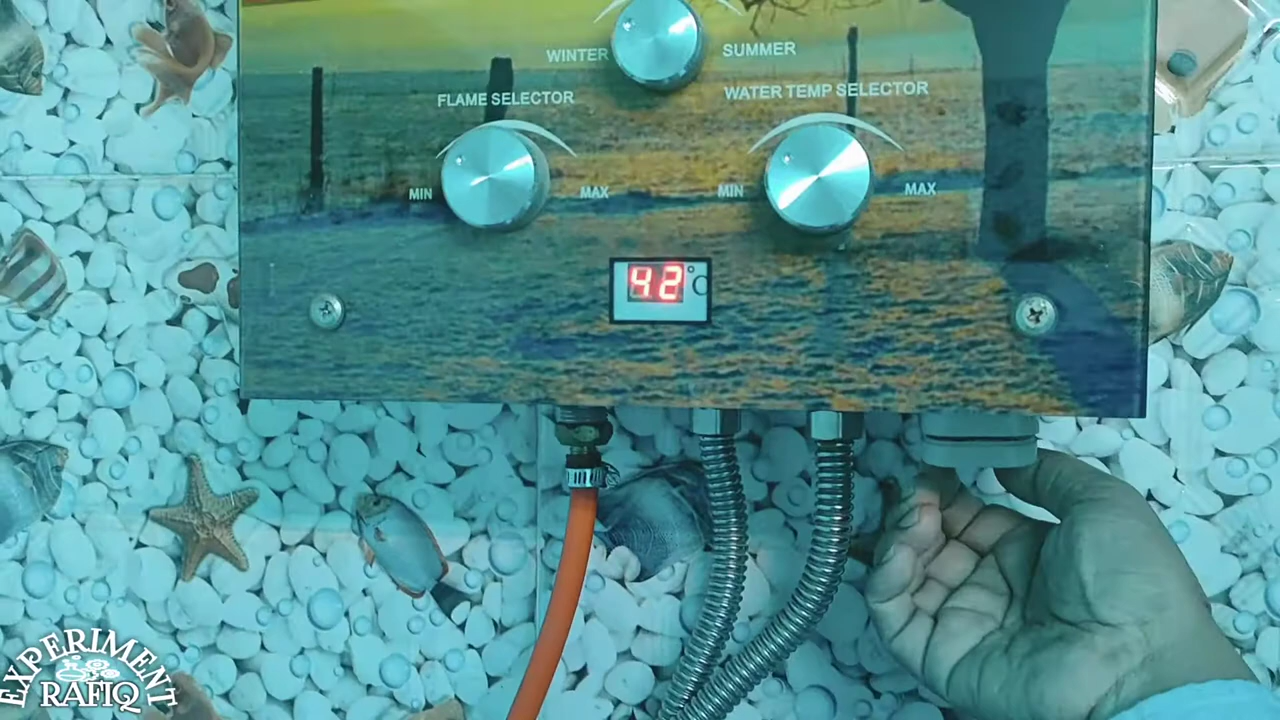 WINTER SUMMER
FLAME SELECTOR WATER TEMP SELECTOR
MIN MAX MIN MAX
42°C
EXPERIMENT
RAFIQ